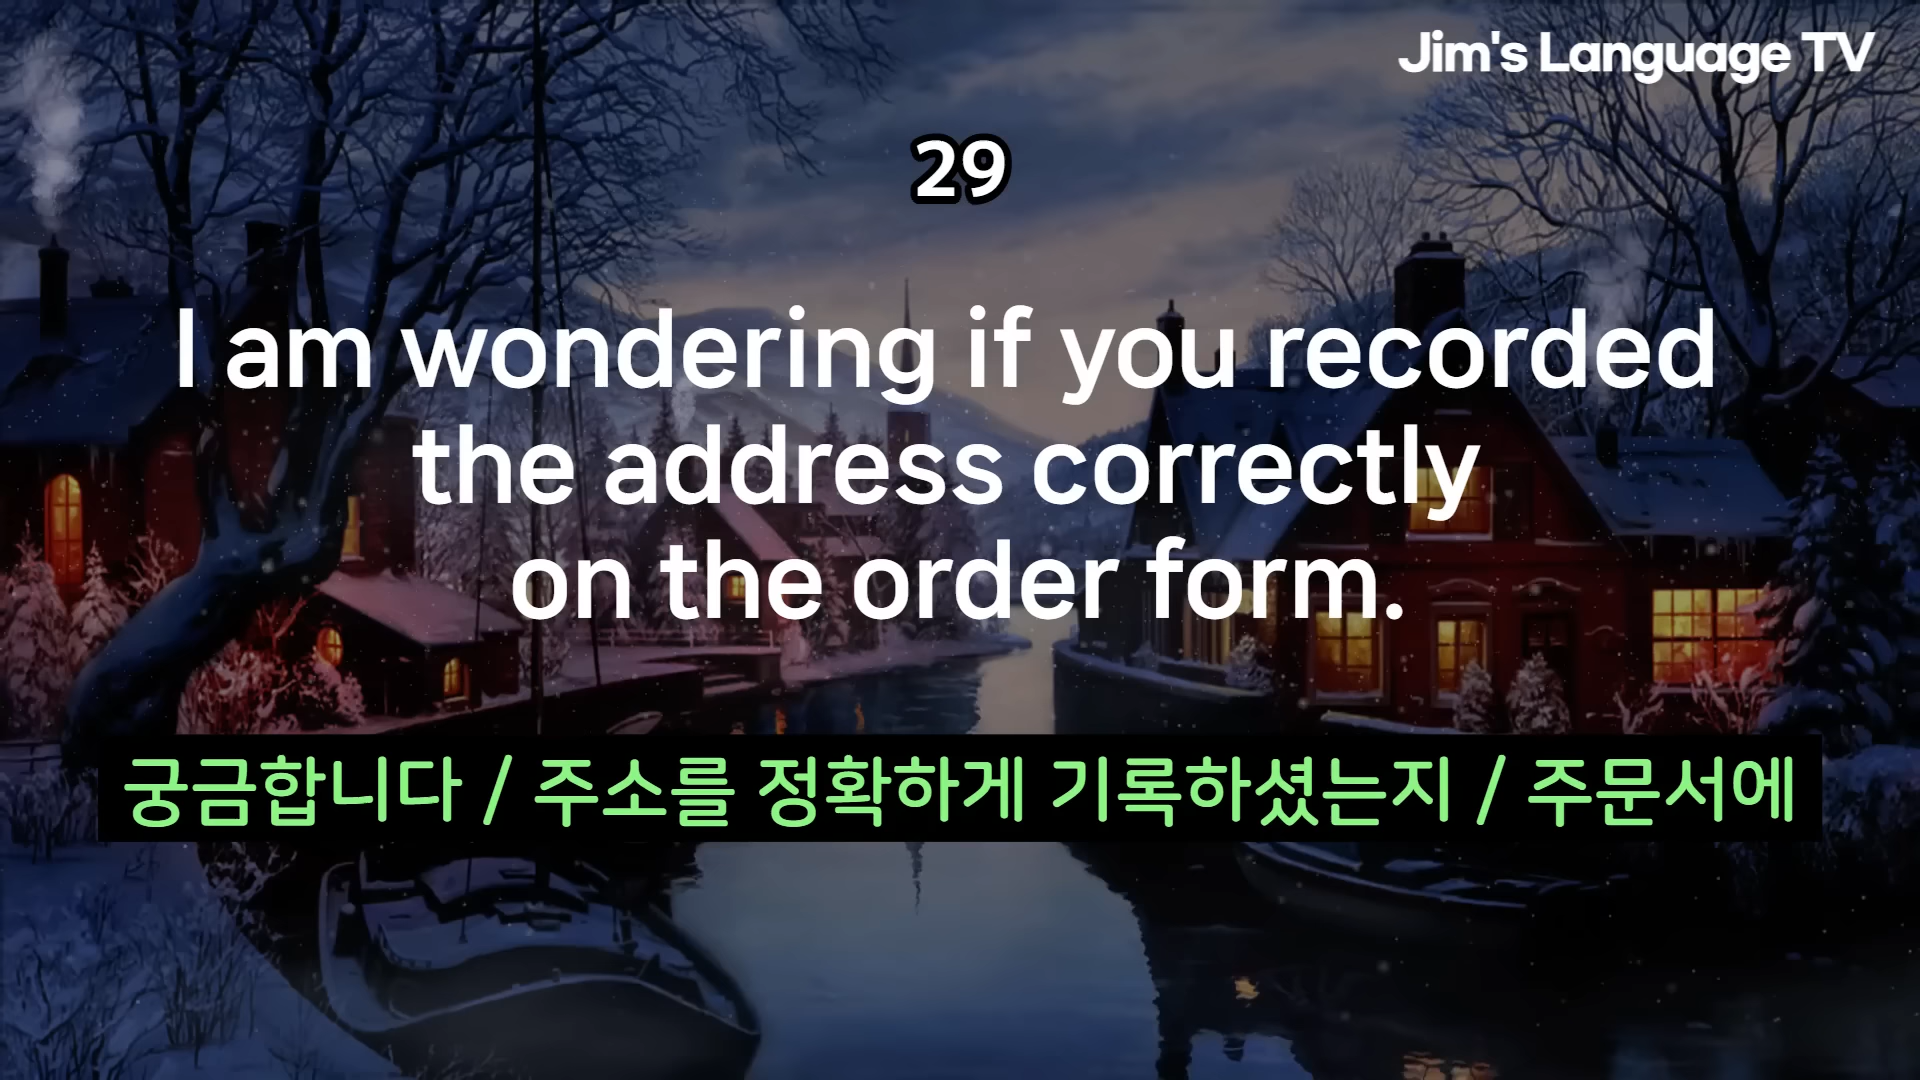 Jim's Language TV
29
I am wondering if you recorded
the address correctly
on the order form.
궁금합니다 / 주소를 정확하게 기록하셨는지 / 주문서에